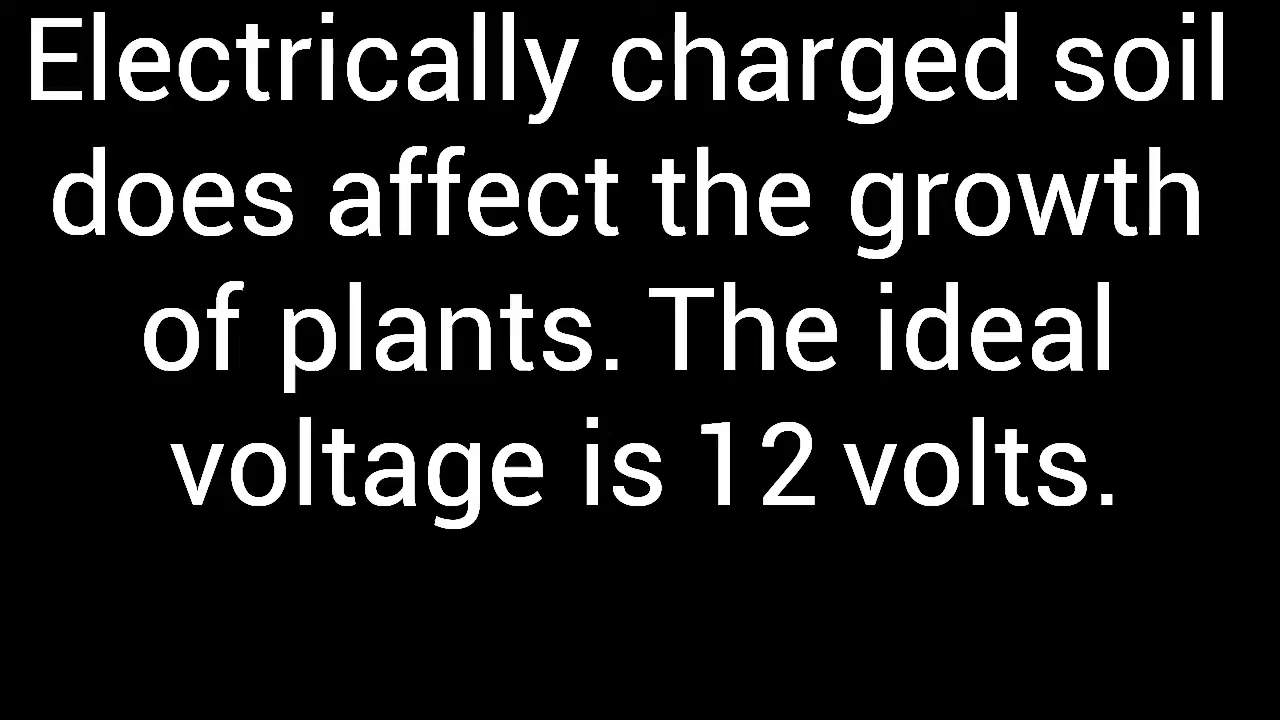 Electrically charged soil
does affect the growth
of plants. The ideal
voltage is 12 volts.